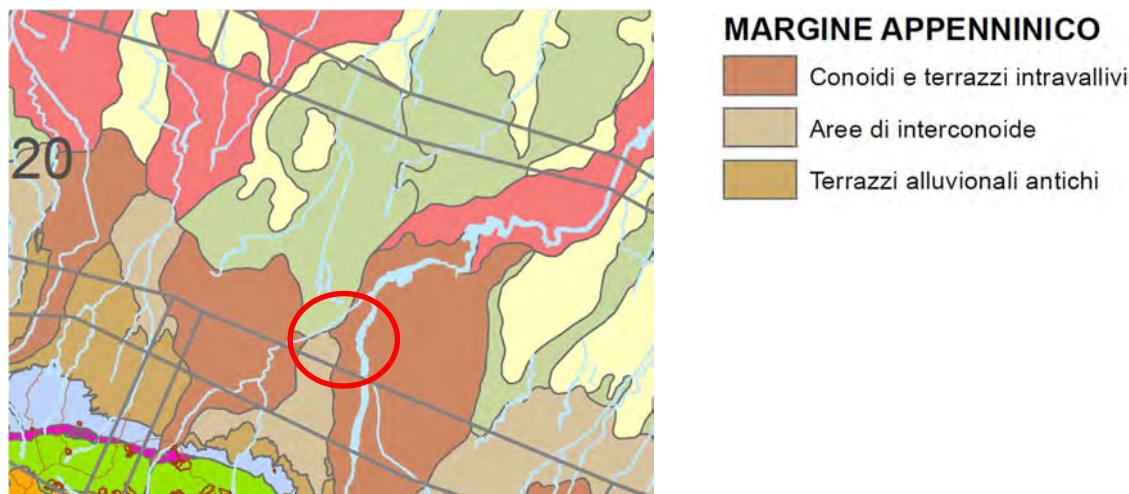 20
MARGINE APPENNINICO
Conoidi e terrazzi intravallivi
Aree di interconoide
Terrazzi alluvionali antichi